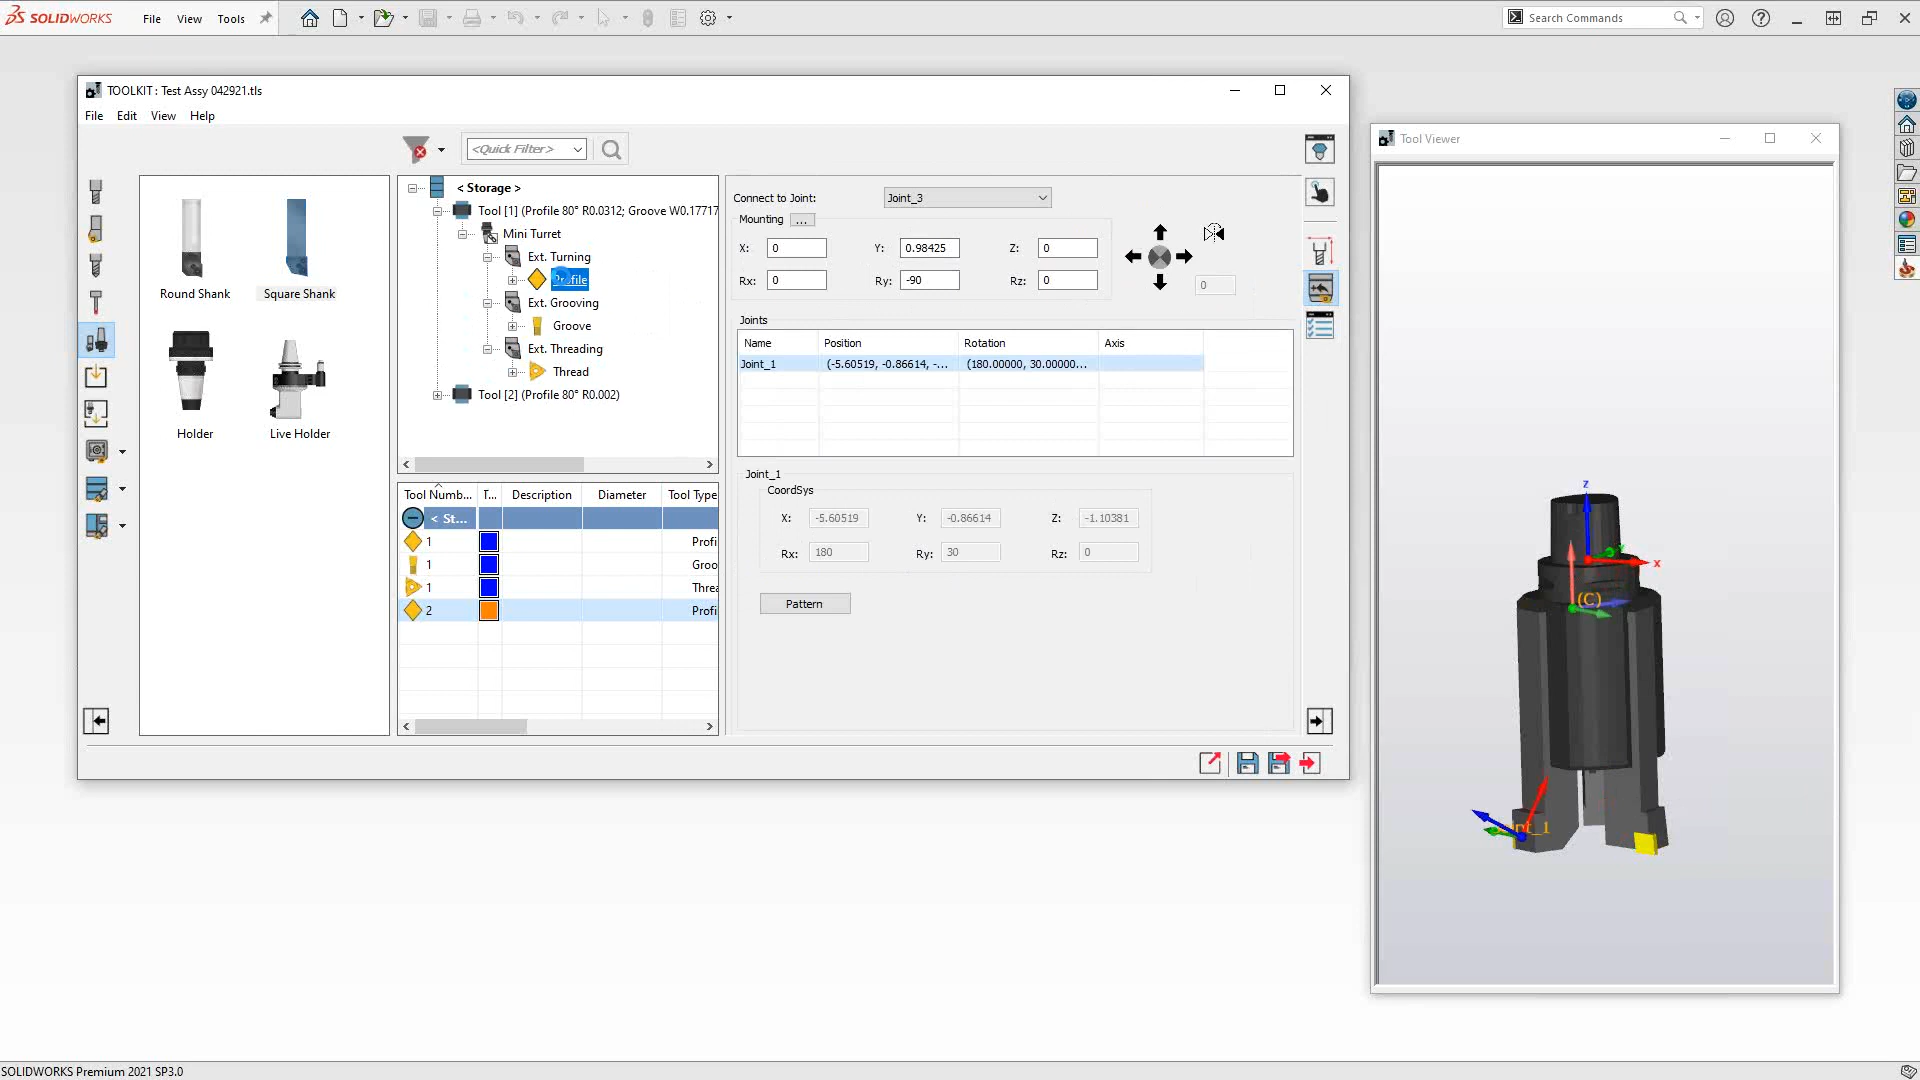 SOLIDWORKS File View Tools Search Commands
TOOLKIT : Test Assy 042921.tls
File Edit View Help
<Quick Filter>
Tool Viewer
Round Shank
Square Shank
Holder
Live Holder
< Storage >
Tool [1] (Profile 80° R0.0312; Groove W0.17717
Mini Turret
Ext. Turning
Profile
Ext. Grooving
Groove
Ext. Threading
Thread
Tool [2] (Profile 80° R0.002)
Tool Numb... T... Description Diameter Tool Type
< St...
1 Profi
1 Groo
1 Threa
2 Profi
Connect to Joint: Joint_3
Mounting ...
X: 0 Y: 0.98425 Z: 0
Rx: 0 Ry: -90 Rz: 0
0
Joints
Name Position Rotation Axis
Joint_1 (-5.60519, -0.86614, -... (180.00000, 30.00000...
Joint_1
CoordSys
X: -5.60519 Y: -0.86614 Z: -1.10381
Rx: 180 Ry: 30 Rz: 0
Pattern
z
x
(C)
SOLIDWORKS Premium 2021 SP3.0